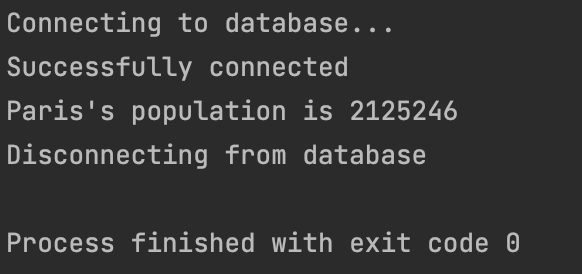 Connecting to database...
Successfully connected
Paris's population is 2125246
Disconnecting from database
Process finished with exit code 0